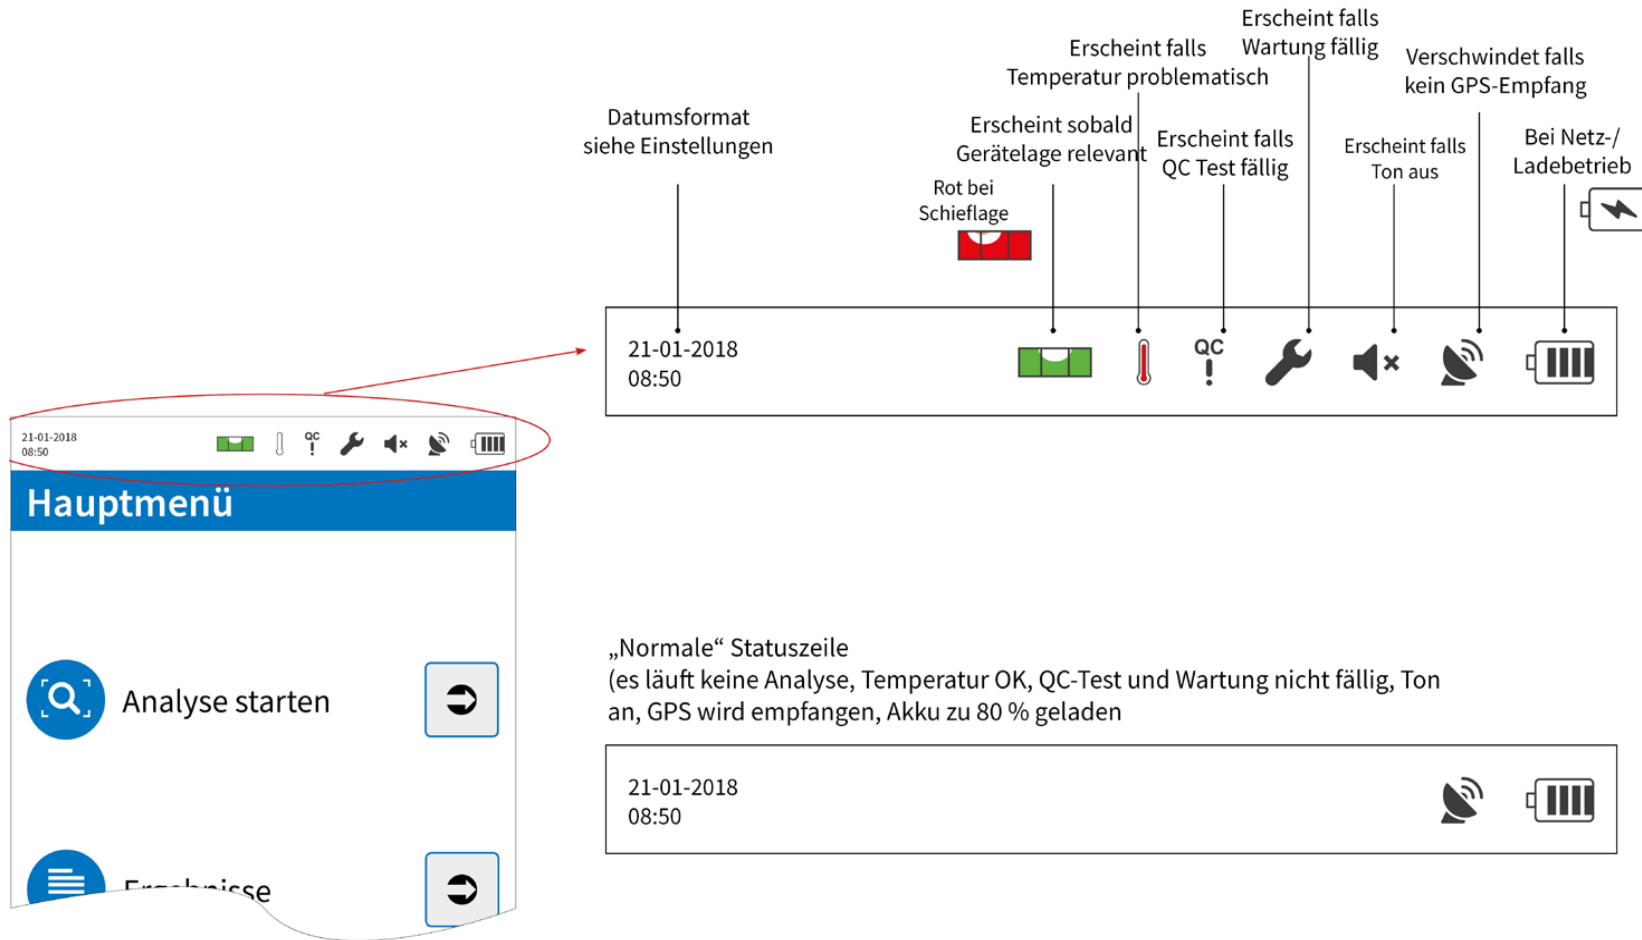 Erscheint falls
Wartung fällig
Erscheint falls
Temperatur problematisch
Verschwindet falls
kein GPS-Empfang
Datumsformat
siehe Einstellungen
Erscheint sobald
Gerätelage relevant
Erscheint falls
QC Test fällig
Erscheint falls
Ton aus
Bei Netz-/
Ladebetrieb
Rot bei
Schieflage
21-01-2018
08:50
QC
!
21-01-2018
08:50
QC
!
Hauptmenü
Analyse starten
Ergebnisse
„Normale“ Statuszeile
(es läuft keine Analyse, Temperatur OK, QC-Test und Wartung nicht fällig, Ton
an, GPS wird empfangen, Akku zu 80 % geladen
21-01-2018
08:50